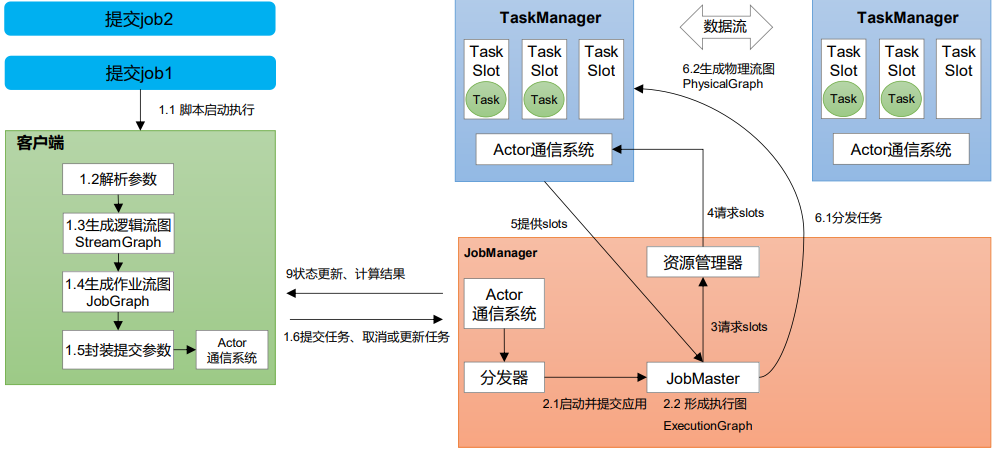 提交job2
提交job1
1.1 脚本启动执行
客户端
1.2解析参数
1.3生成逻辑流图
StreamGraph
1.4生成作业流图
JobGraph
1.5封装提交参数
Actor
通信系统
9状态更新、计算结果
1.6提交任务、取消或更新任务
TaskManager
Task
Slot
Task
Task
Slot
Task
Task
Slot
Actor通信系统
数据流
6.2生成物理流图
PhysicalGraph
TaskManager
Task
Slot
Task
Task
Slot
Task
Task
Slot
Actor通信系统
5提供slots
4请求slots
6.1分发任务
JobManager
Actor
通信系统
资源管理器
3请求slots
分发器
JobMaster
2.1启动并提交应用
2.2 形成执行图
ExecutionGraph